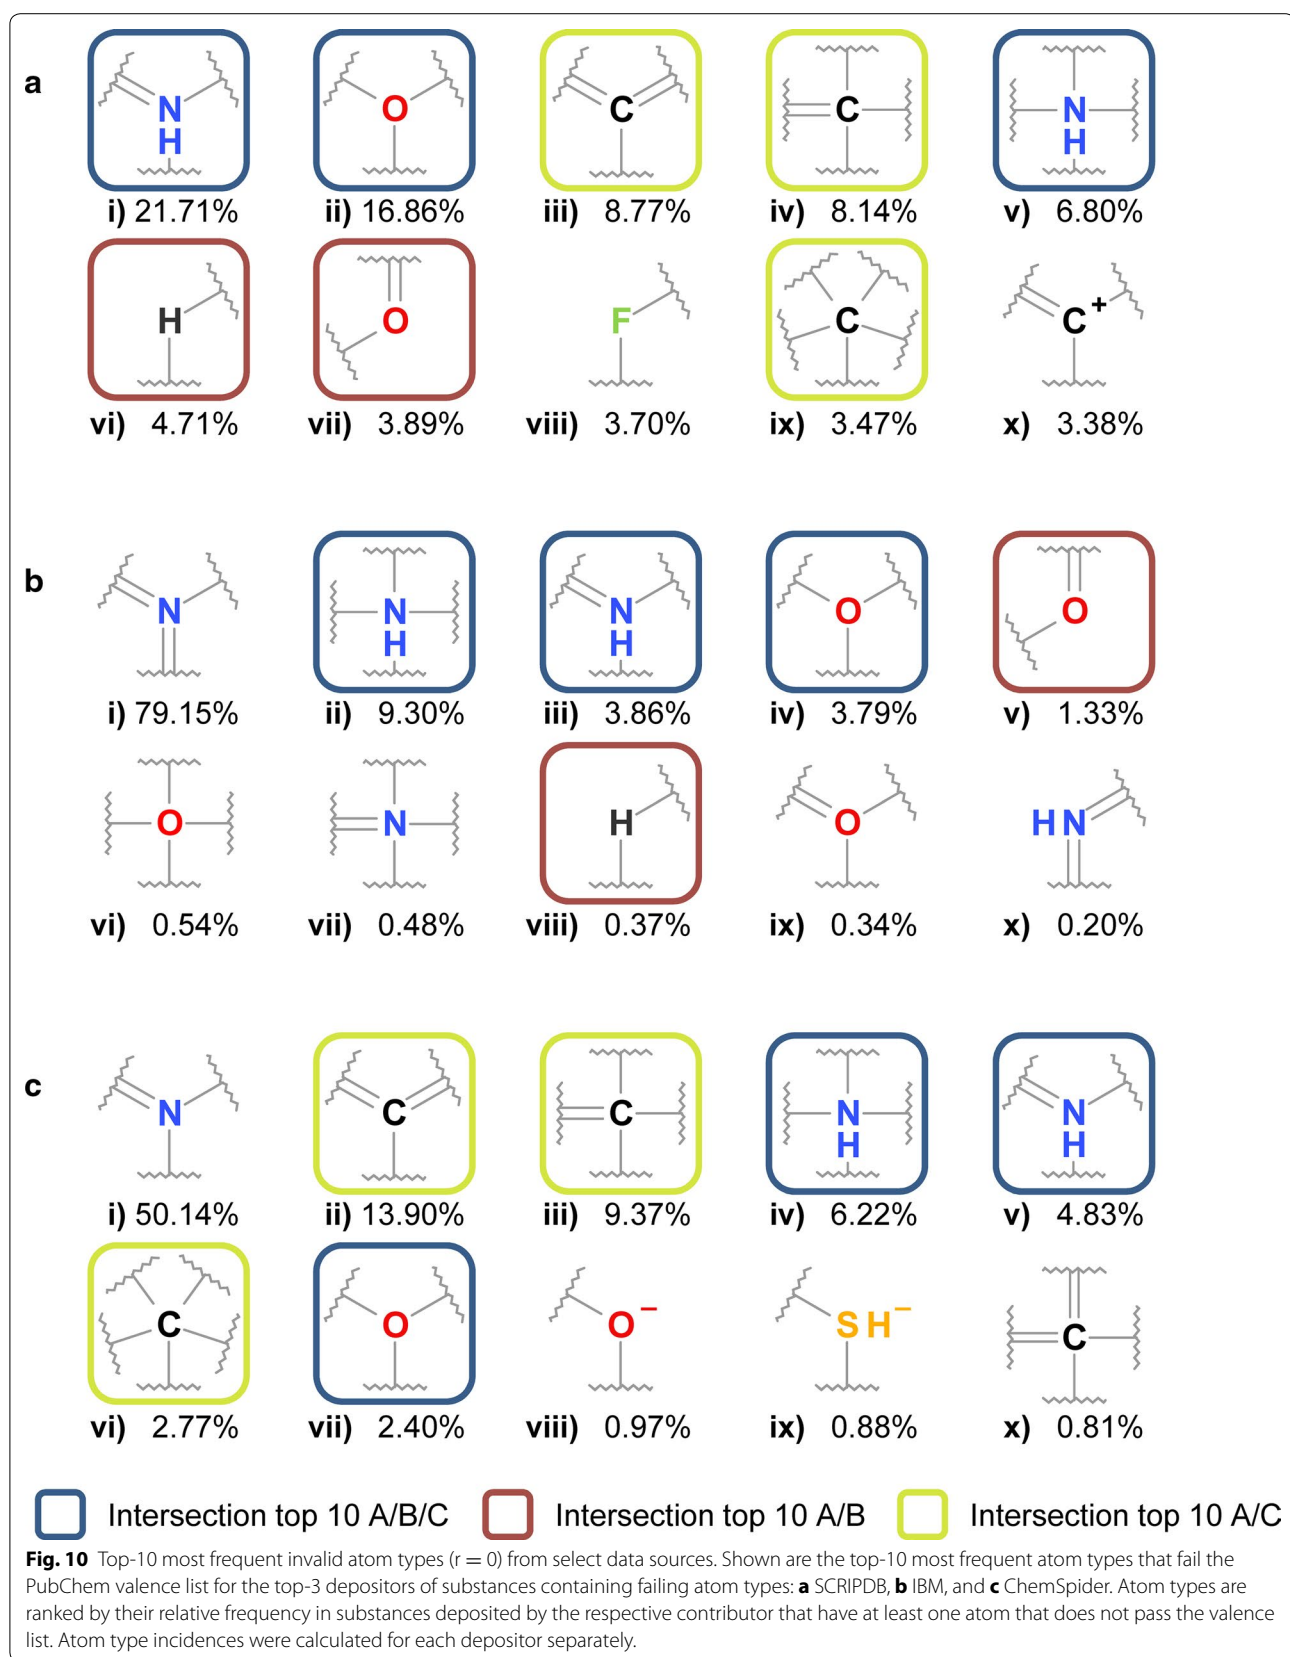 a
N
H
O
C
C
N
H
i) 21.71%
ii) 16.86%
iii) 8.77%
iv) 8.14%
v) 6.80%
H
O
F
C
C+
vi) 4.71%
vii) 3.89%
viii) 3.70%
ix) 3.47%
x) 3.38%
b
N
N
H
N
H
O
O
i) 79.15%
ii) 9.30%
iii) 3.86%
iv) 3.79%
v) 1.33%
O
N
H
O
HN
vi) 0.54%
vii) 0.48%
viii) 0.37%
ix) 0.34%
x) 0.20%
c
N
C
C
N
H
N
H
i) 50.14%
ii) 13.90%
iii) 9.37%
iv) 6.22%
v) 4.83%
C
O
O−
SH−
C
vi) 2.77%
vii) 2.40%
viii) 0.97%
ix) 0.88%
x) 0.81%
Intersection top 10 A/B/C
Intersection top 10 A/B
Intersection top 10 A/C
Fig. 10 Top-10 most frequent invalid atom types (r = 0) from select data sources. Shown are the top-10 most frequent atom types that fail the
PubChem valence list for the top-3 depositors of substances containing failing atom types: a SCRIPDB, b IBM, and c ChemSpider. Atom types are
ranked by their relative frequency in substances deposited by the respective contributor that have at least one atom that does not pass the valence
list. Atom type incidences were calculated for each depositor separately.